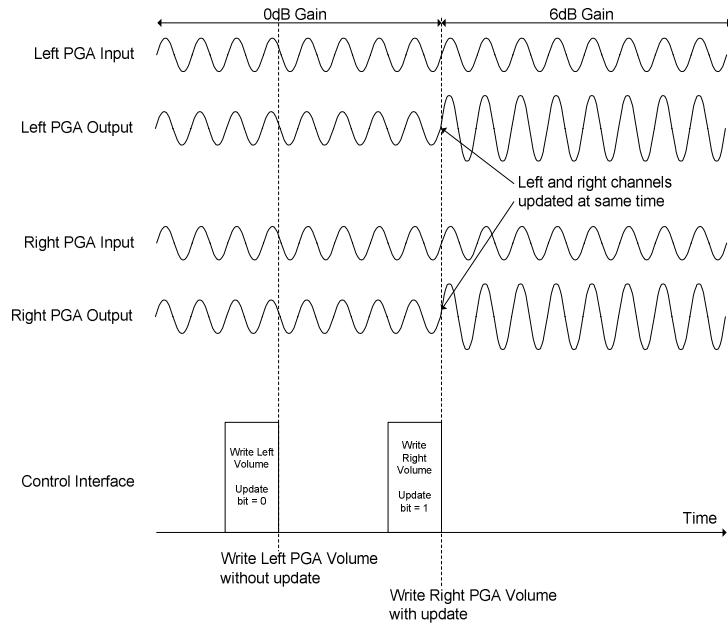 0dB Gain
6dB Gain
Left PGA Input
Left PGA Output
Left and right channels
updated at same time
Right PGA Input
Right PGA Output
Control Interface
Write Left
Volume
Update
bit = 0
Write
Right
Volume
Update
bit = 1
Time
Write Left PGA Volume
without update
Write Right PGA Volume
with update